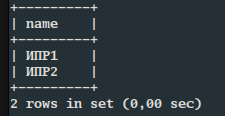 +---------+
| name    |
+---------+
| ИПР1    |
| ИПР2    |
+---------+
2 rows in set (0,00 sec)